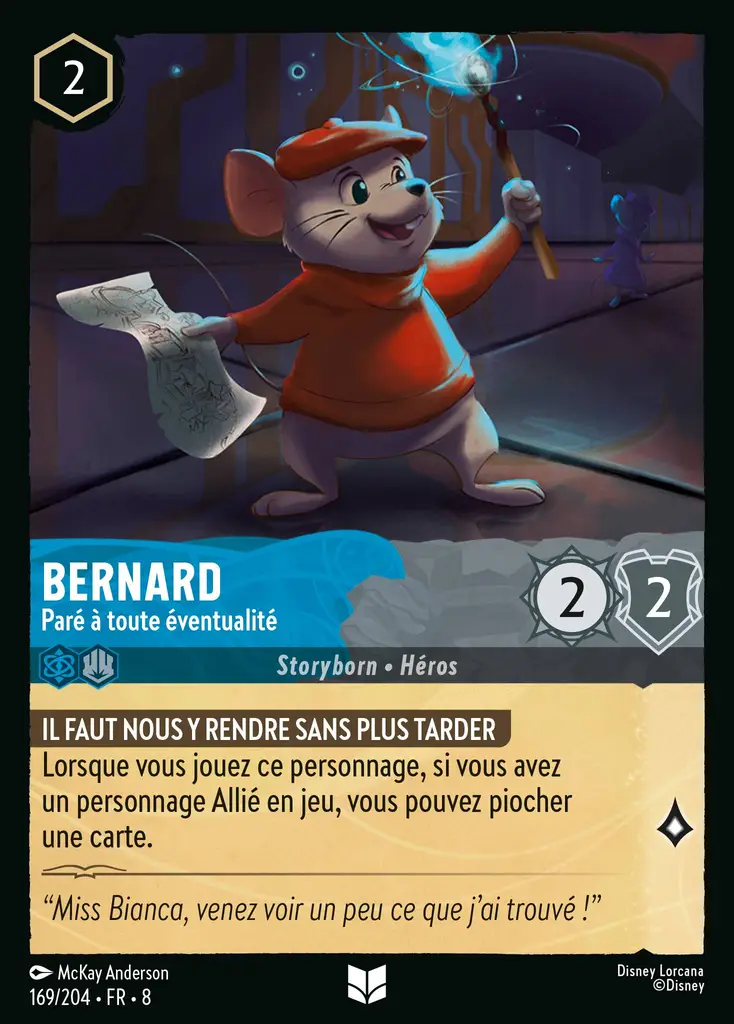 2
BERNARD
Paré à toute éventualité
2
2
Storyborn • Héros
IL FAUT NOUS Y RENDRE SANS PLUS TARDER
Lorsque vous jouez ce personnage, si vous avez
un personnage Allié en jeu, vous pouvez piocher
une carte.
“Miss Bianca, venez voir un peu ce que j’ai trouvé !”
McKay Anderson
169/204 • FR • 8
Disney Lorcana
©Disney